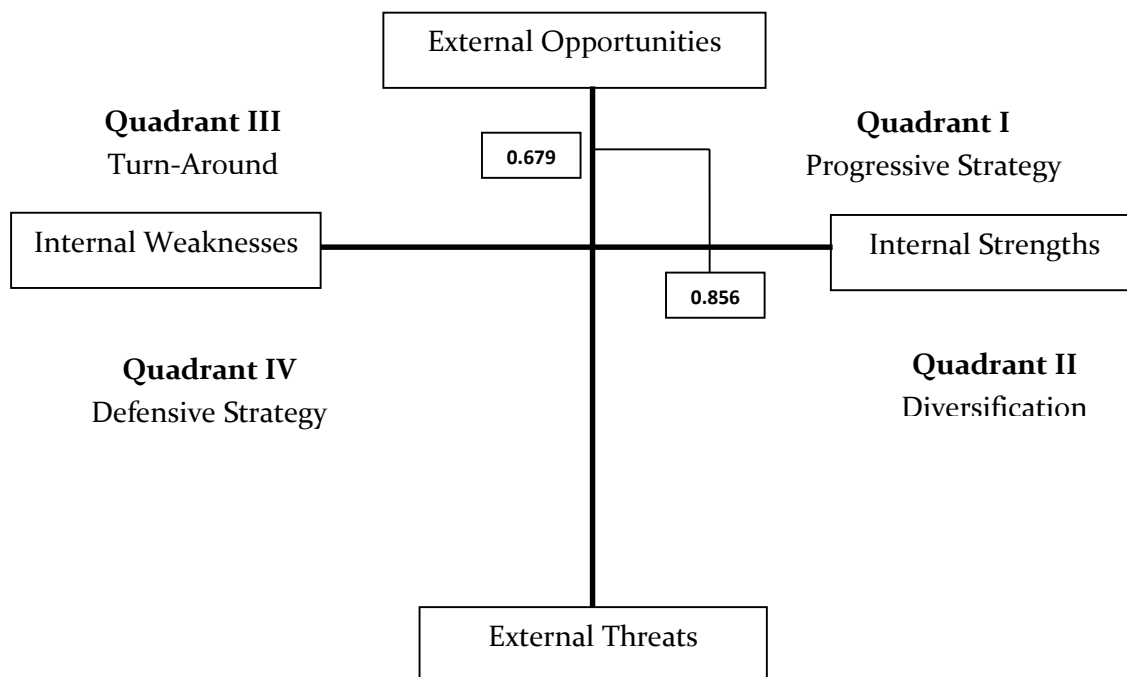 External Opportunities
Quadrant III
Turn-Around
Quadrant I
Progressive Strategy
0.679
Internal Weaknesses
Internal Strengths
0.856
Quadrant IV
Defensive Strategy
Quadrant II
Diversification
External Threats